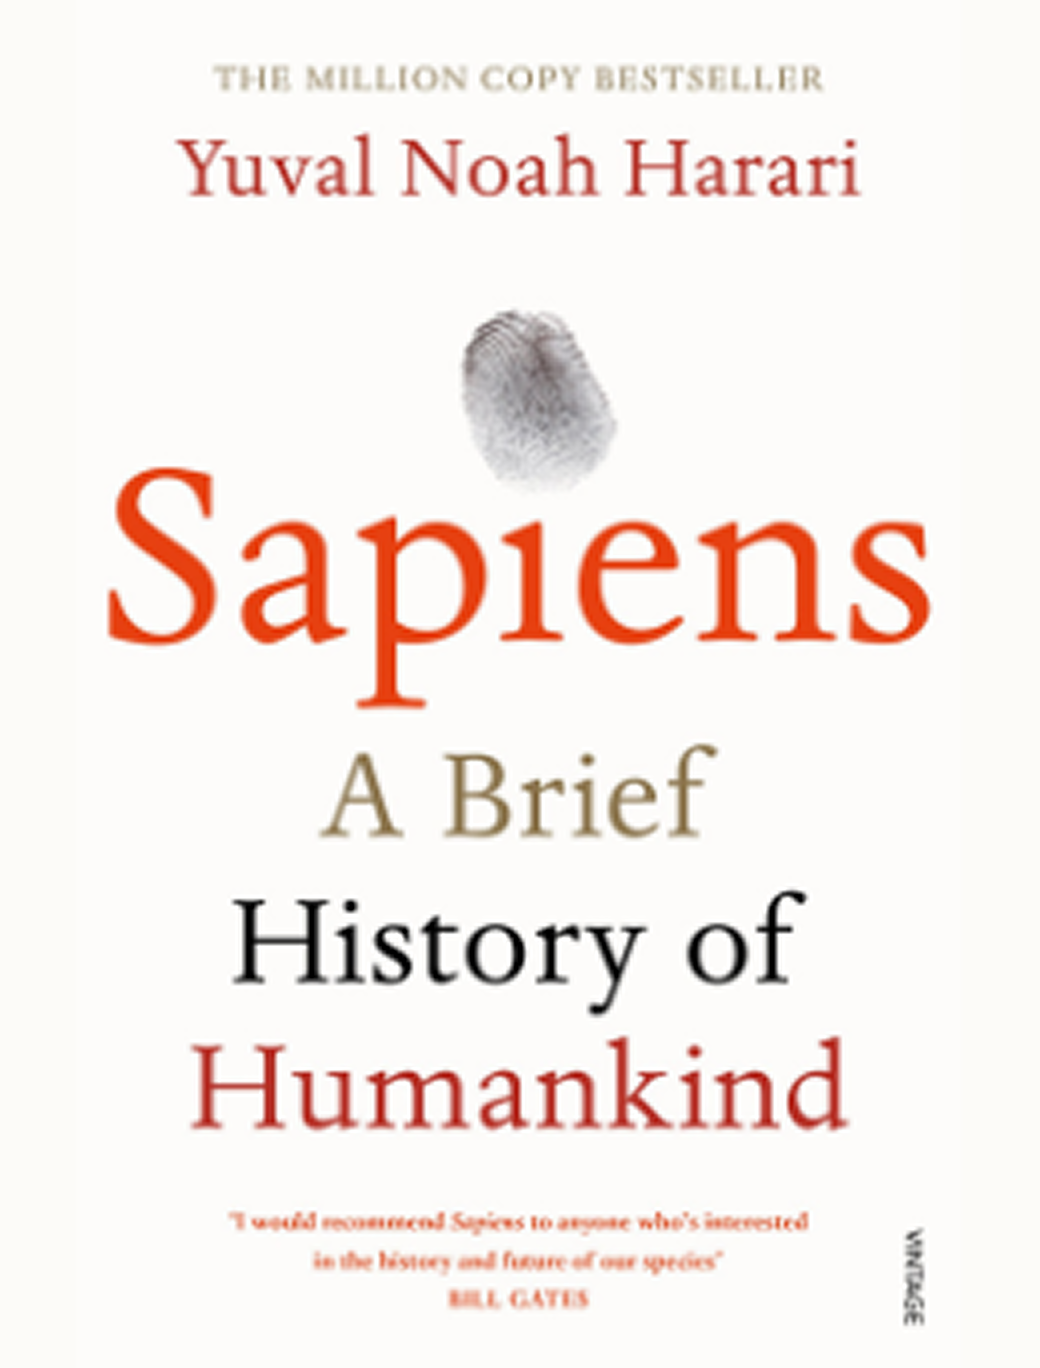 THE MILLION COPY BESTSELLER
Yuval Noah Harari
Sapiens
A Brief
History of
Humankind
"I would recommend Sapiens to anyone who's interested
in the history and future of our species"
BILL GATES
VINTAGE